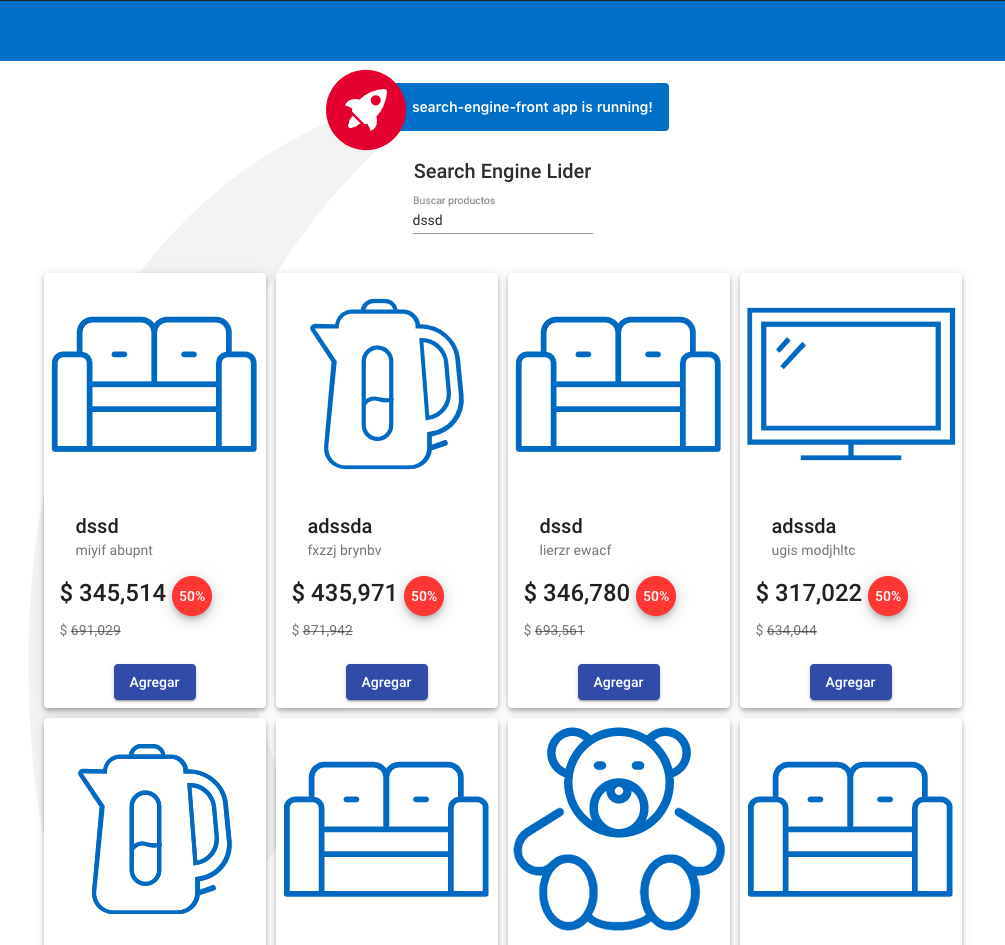 search-engine-front app is running!
Search Engine Lider
Buscar productos
dssd
dssd
miyif abupnt
$ 345,514 50%
$ 691,029
Agregar
adssda
fxzzj brynbv
$ 435,971 50%
$ 871,942
Agregar
dssd
lierzr ewacf
$ 346,780 50%
$ 693,561
Agregar
adssda
ugis modjhltc
$ 317,022 50%
$ 634,044
Agregar